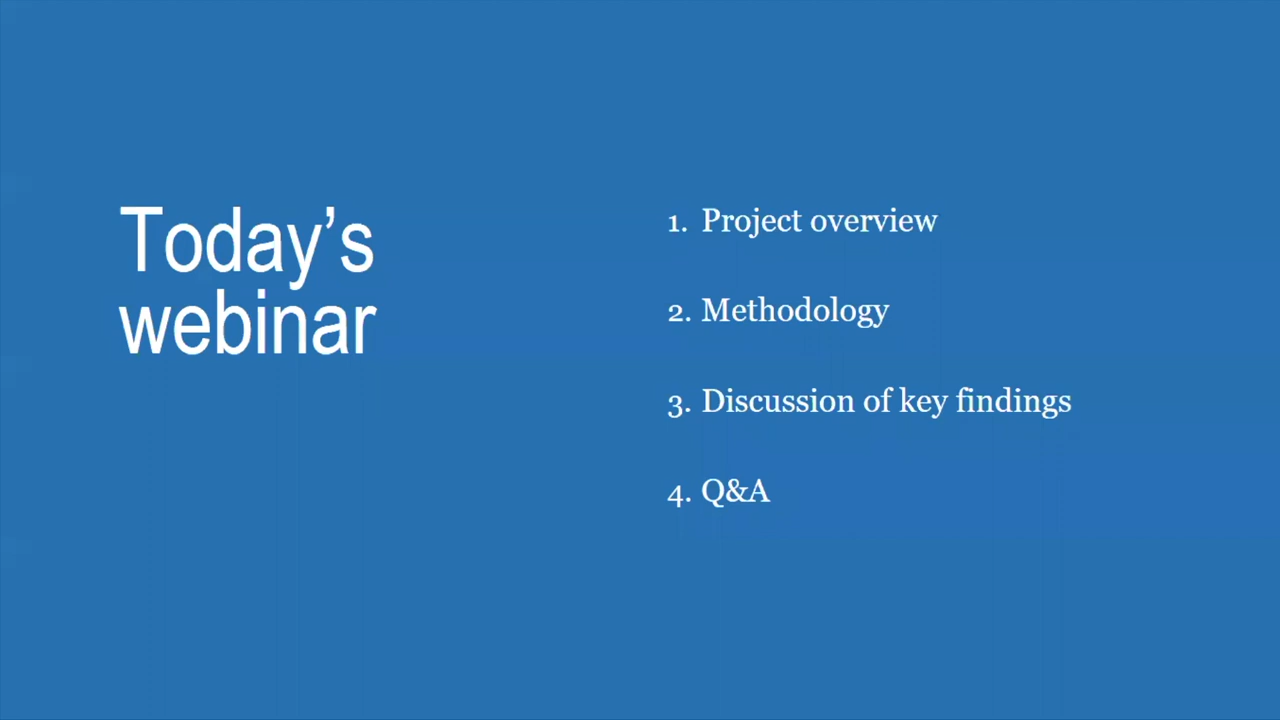 Today’s
webinar
1. Project overview
2. Methodology
3. Discussion of key findings
4. Q&A